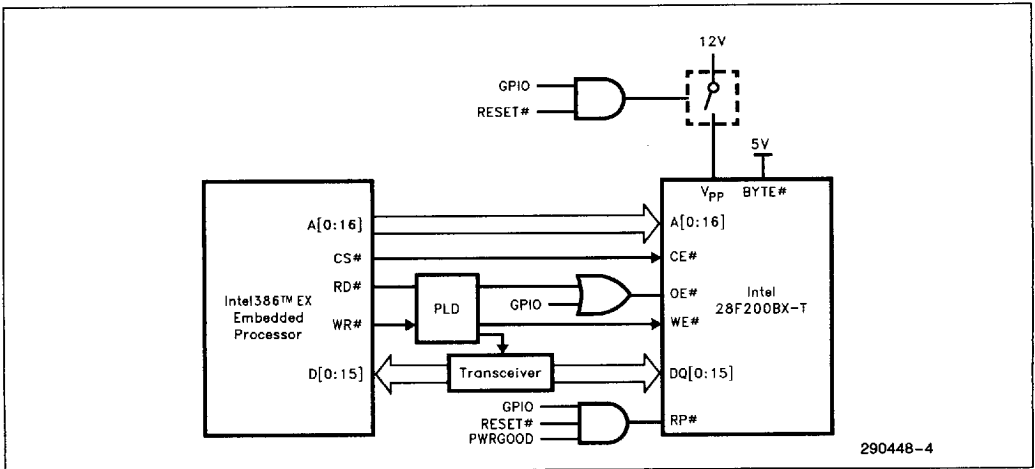 12V
GPIO
RESET#
5V
VPP BYTE#
A[0:16]
A[0:16]
CS#
CE#
RD#
OE#
Intel386™ EX
Embedded
Processor
PLD
GPIO
Intel
28F200BX-T
WR#
WE#
D[0:15]
Transceiver
DQ[0:15]
GPIO
RESET#
PWRGOOD
RP#
290448-4